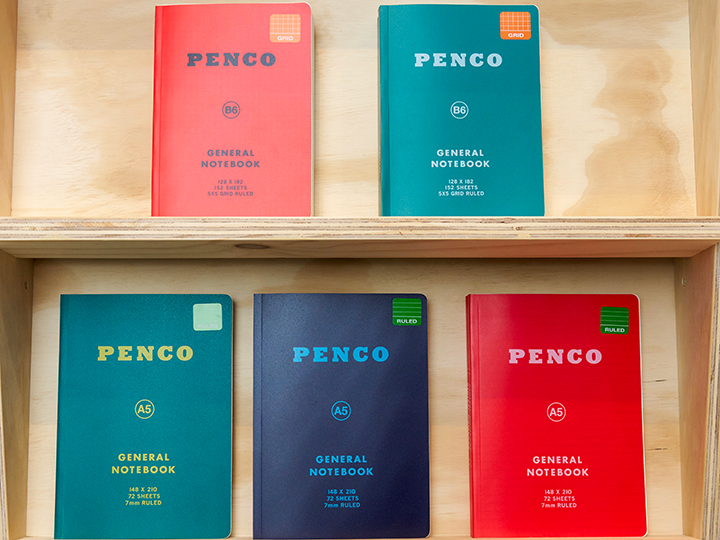 GRID
PENCO
B6
GENERAL
NOTEBOOK
128 X 182
152 SHEETS
5X5 GRID RULED
GRID
PENCO
B6
GENERAL
NOTEBOOK
128 X 182
152 SHEETS
5X5 GRID RULED
PENCO
A5
GENERAL
NOTEBOOK
148 X 210
72 SHEETS
7mm RULED
RULED
PENCO
A5
GENERAL
NOTEBOOK
148 X 210
72 SHEETS
7mm RULED
RULED
PENCO
A5
GENERAL
NOTEBOOK
148 X 210
72 SHEETS
7mm RULED